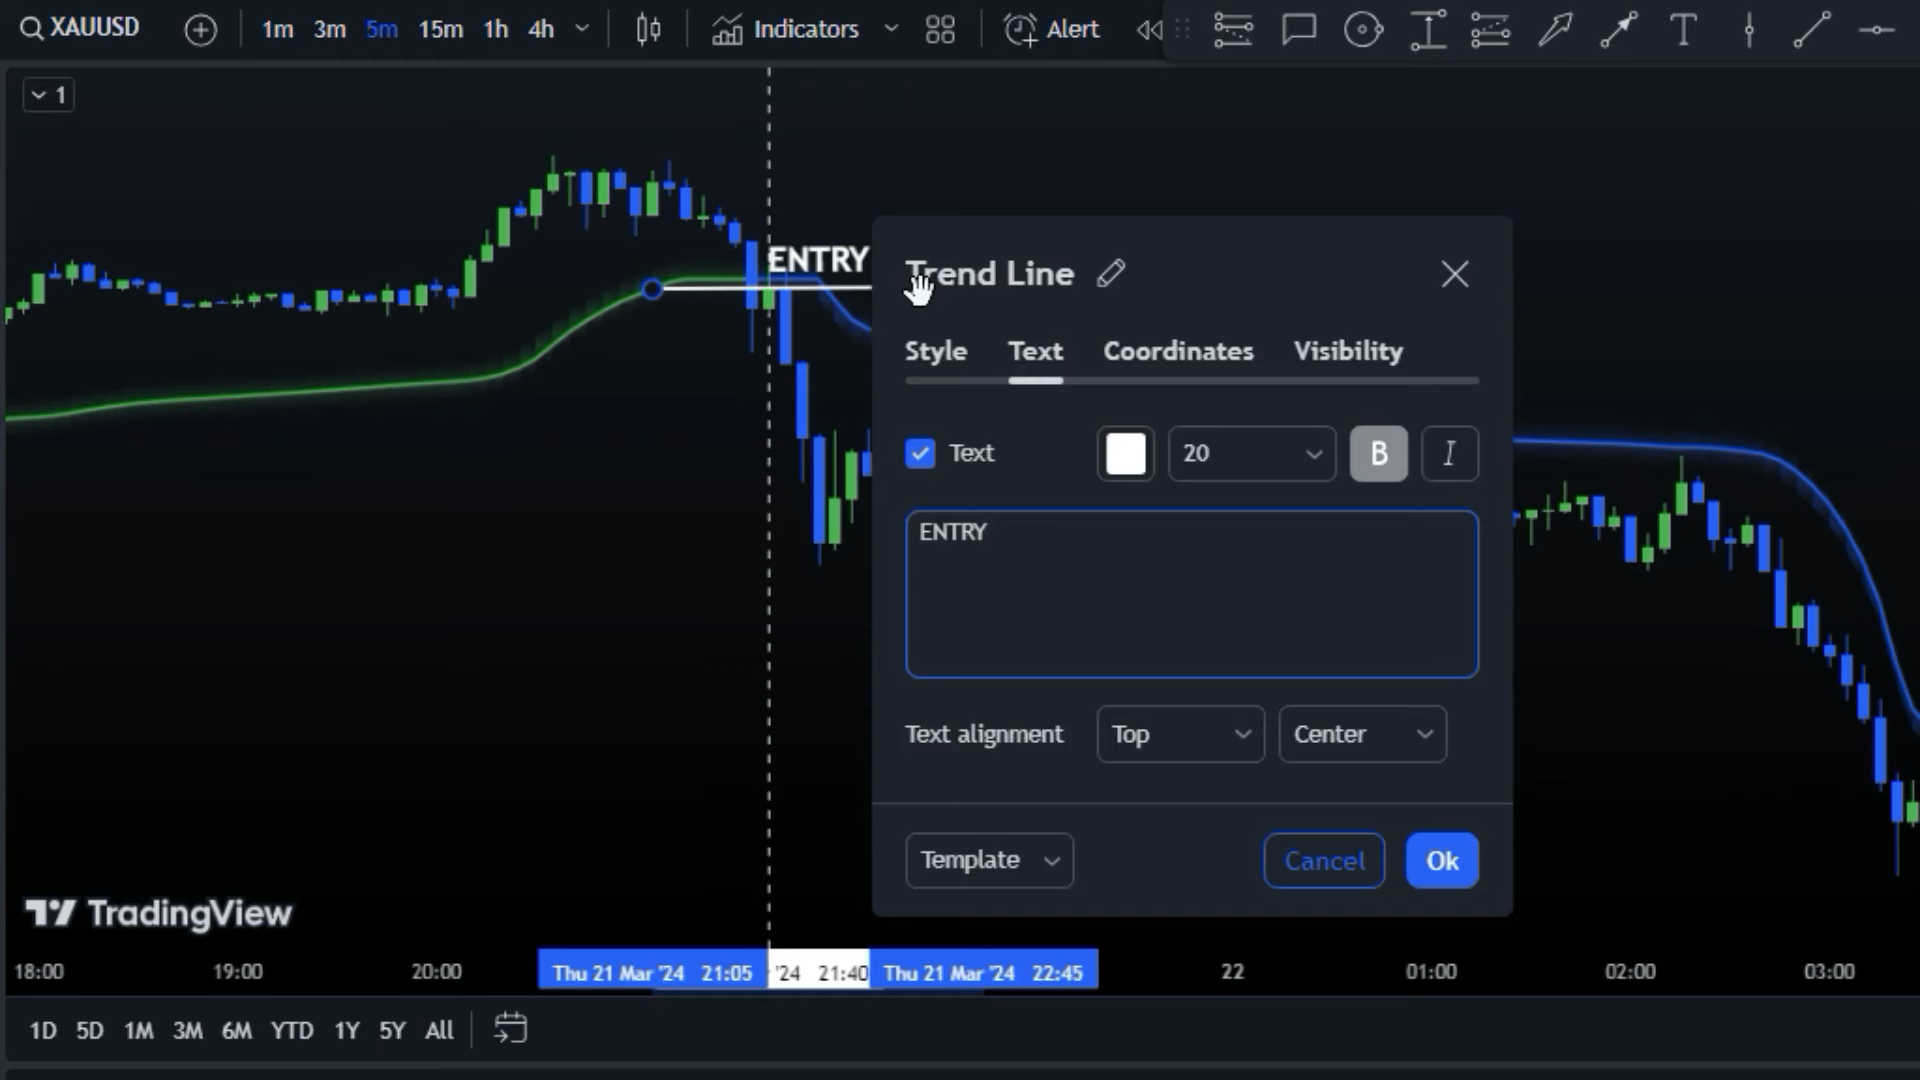 XAUUSD 1m 3m 5m 15m 1h 4h Indicators Alert
1
ENTRY
Trend Line
Style Text Coordinates Visibility
Text 20 B I
ENTRY
Text alignment Top Center
Template Cancel Ok
TradingView
18:00 19:00 20:00 Thu 21 Mar '24 21:05 '24 21:40 Thu 21 Mar '24 22:45 22 01:00 02:00 03:00
1D 5D 1M 3M 6M YTD 1Y 5Y All